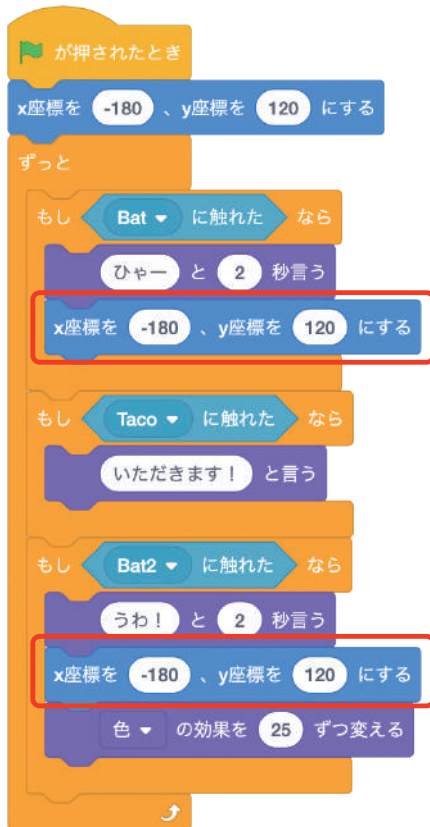 が押されたとき
x座標を -180 、y座標を 120 にする
ずっと
もし Bat に触れた なら
ひゃー と 2 秒言う
x座標を -180 、y座標を 120 にする
もし Taco に触れた なら
いただきます！ と言う
もし Bat2 に触れた なら
うわ！ と 2 秒言う
x座標を -180 、y座標を 120 にする
色 の効果を 25 ずつ変える